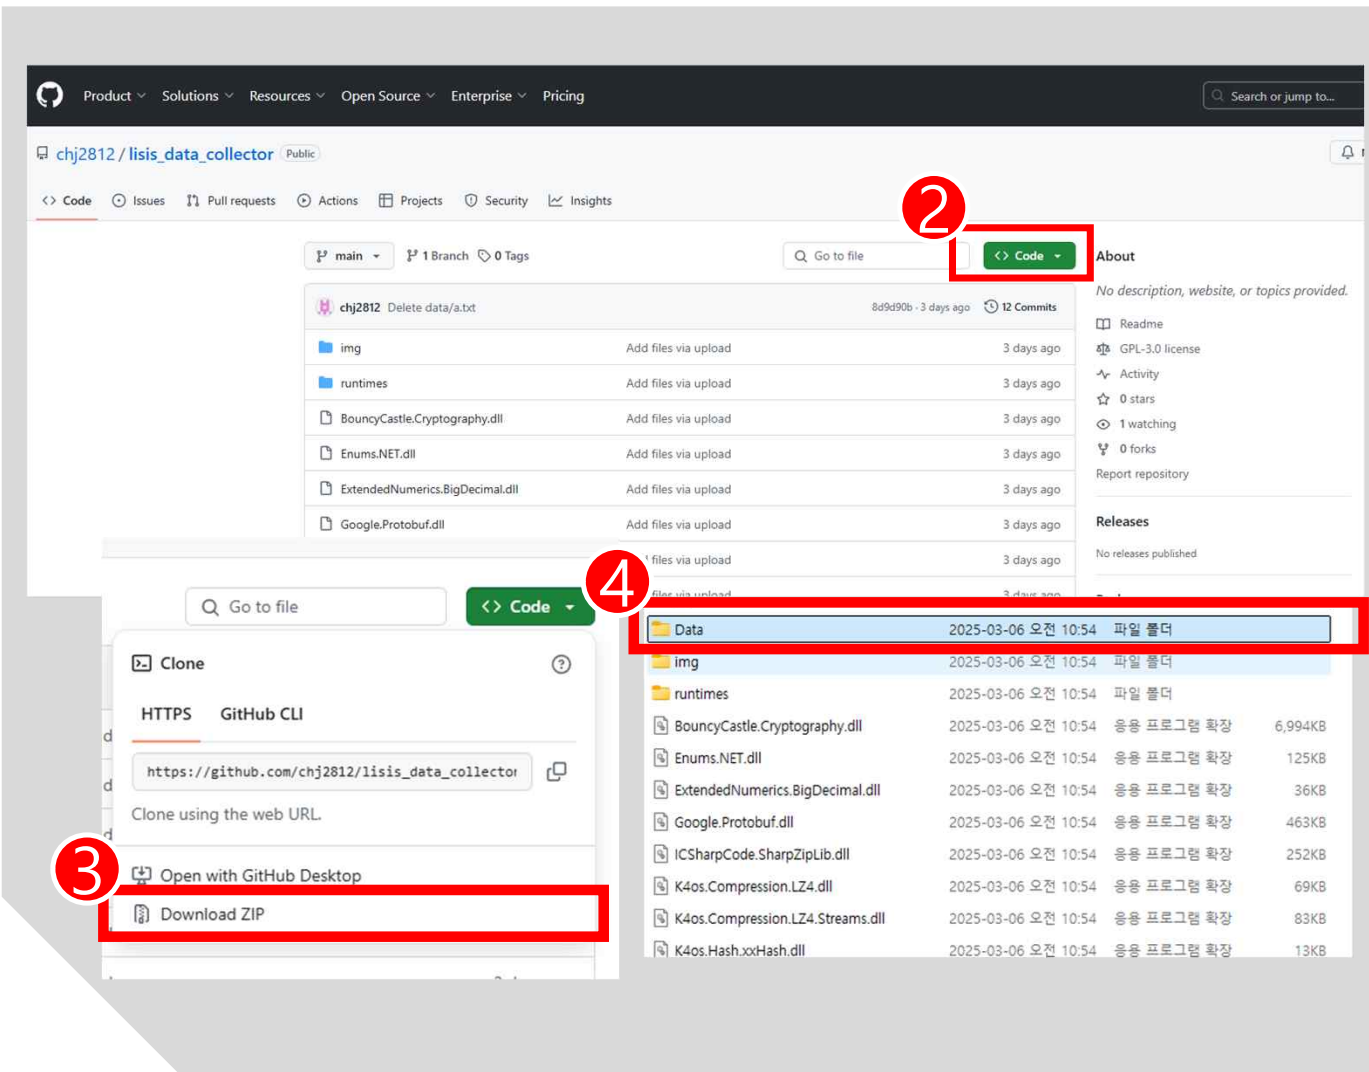 Product Solutions Resources Open Source Enterprise Pricing
Search or jump to...
chj2812 / lisis_data_collector Public
<> Code Issues Pull requests Actions Projects Security Insights
2
main 1 Branch 0 Tags
Go to file
<> Code
About
No description, website, or topics provided.
chj2812 Delete data/a.txt 8d9d90b · 3 days ago 12 Commits
Readme
img Add files via upload 3 days ago
GPL-3.0 license
runtimes Add files via upload 3 days ago
Activity
0 stars
BouncyCastle.Cryptography.dll Add files via upload 3 days ago
1 watching
Enums.NET.dll Add files via upload 3 days ago
0 forks
Report repository
ExtendedNumerics.BigDecimal.dll Add files via upload 3 days ago
Google.Protobuf.dll Add files via upload 3 days ago
Releases
No releases published
files via upload 3 days ago
files via upload 3 days ago
Go to file
<> Code
Clone
HTTPS GitHub CLI
https://github.com/chj2812/lisis_data_collector
Clone using the web URL.
3
Open with GitHub Desktop
Download ZIP
4
Data 2025-03-06 오전 10:54 파일 폴더
img 2025-03-06 오전 10:54 파일 폴더
runtimes 2025-03-06 오전 10:54 파일 폴더
BouncyCastle.Cryptography.dll 2025-03-06 오전 10:54 응용 프로그램 확장 6,994KB
Enums.NET.dll 2025-03-06 오전 10:54 응용 프로그램 확장 125KB
ExtendedNumerics.BigDecimal.dll 2025-03-06 오전 10:54 응용 프로그램 확장 36KB
Google.Protobuf.dll 2025-03-06 오전 10:54 응용 프로그램 확장 463KB
ICSharpCode.SharpZipLib.dll 2025-03-06 오전 10:54 응용 프로그램 확장 252KB
K4os.Compression.LZ4.dll 2025-03-06 오전 10:54 응용 프로그램 확장 69KB
K4os.Compression.LZ4.Streams.dll 2025-03-06 오전 10:54 응용 프로그램 확장 83KB
K4os.Hash.xxHash.dll 2025-03-06 오전 10:54 응용 프로그램 확장 13KB